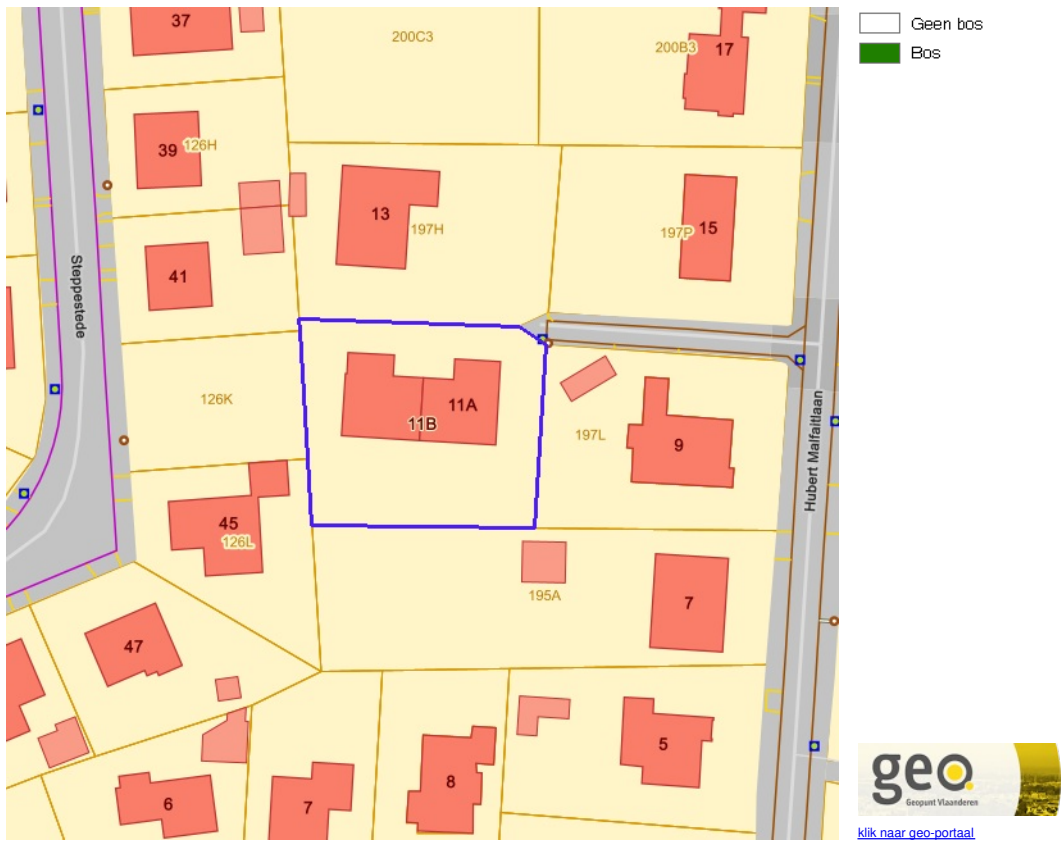 37
200C3
200B3
17
Geen bos
Bos
39
126H
13
197H
197P
15
41
Steppestede
126K
11A
11B
197L
9
Hubert Malfaitlaan
45
126L
195A
7
47
5
8
6
7
geo.
Geopunt Vlaanderen
klik naar geo-portaal